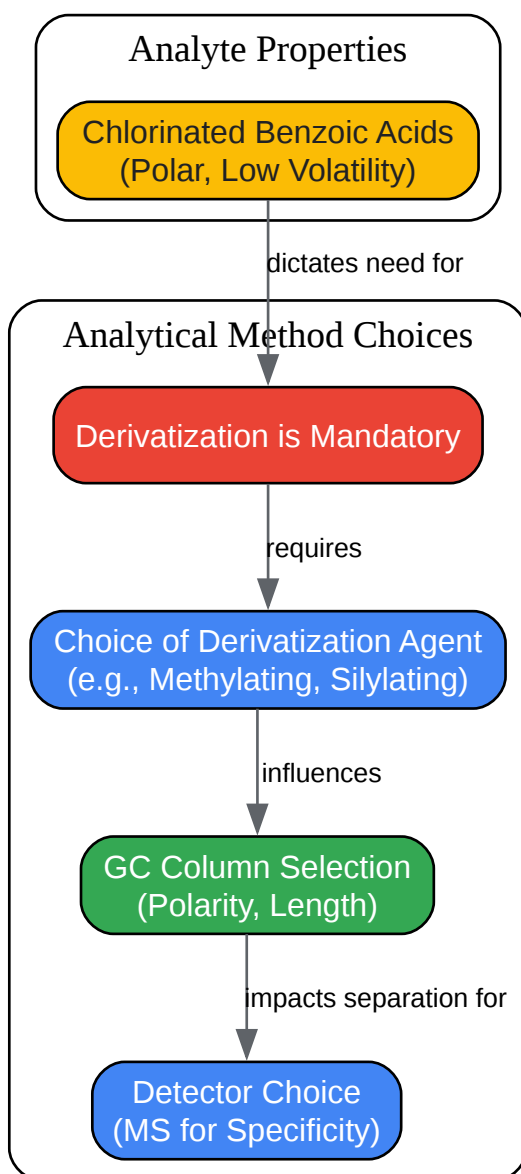 Analyte Properties
Chlorinated Benzoic Acids
(Polar, Low Volatility)
dictates need for
Analytical Method Choices
Derivatization is Mandatory
requires
Choice of Derivatization Agent
(e.g., Methylating, Silylating)
influences
GC Column Selection
(Polarity, Length)
impacts separation for
Detector Choice
(MS for Specificity)